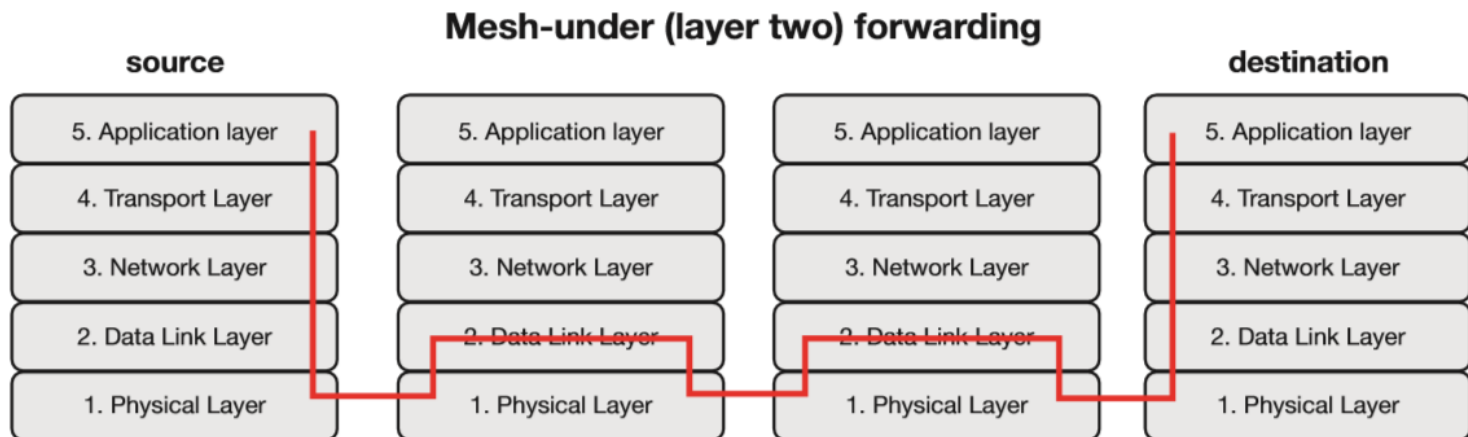 Mesh-under (layer two) forwarding
source
destination
5. Application layer
5. Application layer
5. Application layer
5. Application layer
4. Transport Layer
4. Transport Layer
4. Transport Layer
4. Transport Layer
3. Network Layer
3. Network Layer
3. Network Layer
3. Network Layer
2. Data Link Layer
2. Data Link Layer
2. Data Link Layer
2. Data Link Layer
1. Physical Layer
1. Physical Layer
1. Physical Layer
1. Physical Layer